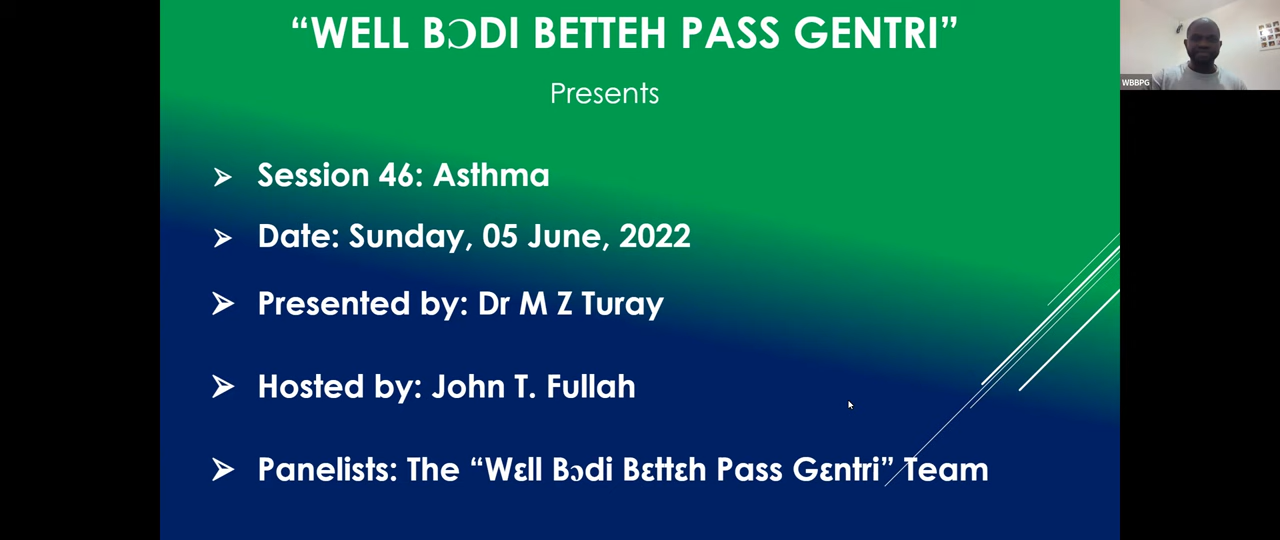 “WELL BƆDI BETTEH PASS GENTRI”
Presents
Session 46: Asthma
Date: Sunday, 05 June, 2022
Presented by: Dr M Z Turay
Hosted by: John T. Fullah
Panelists: The “Wɛll Bɔdi Bɛttɛh Pass Gɛntri” Team
WBBPG